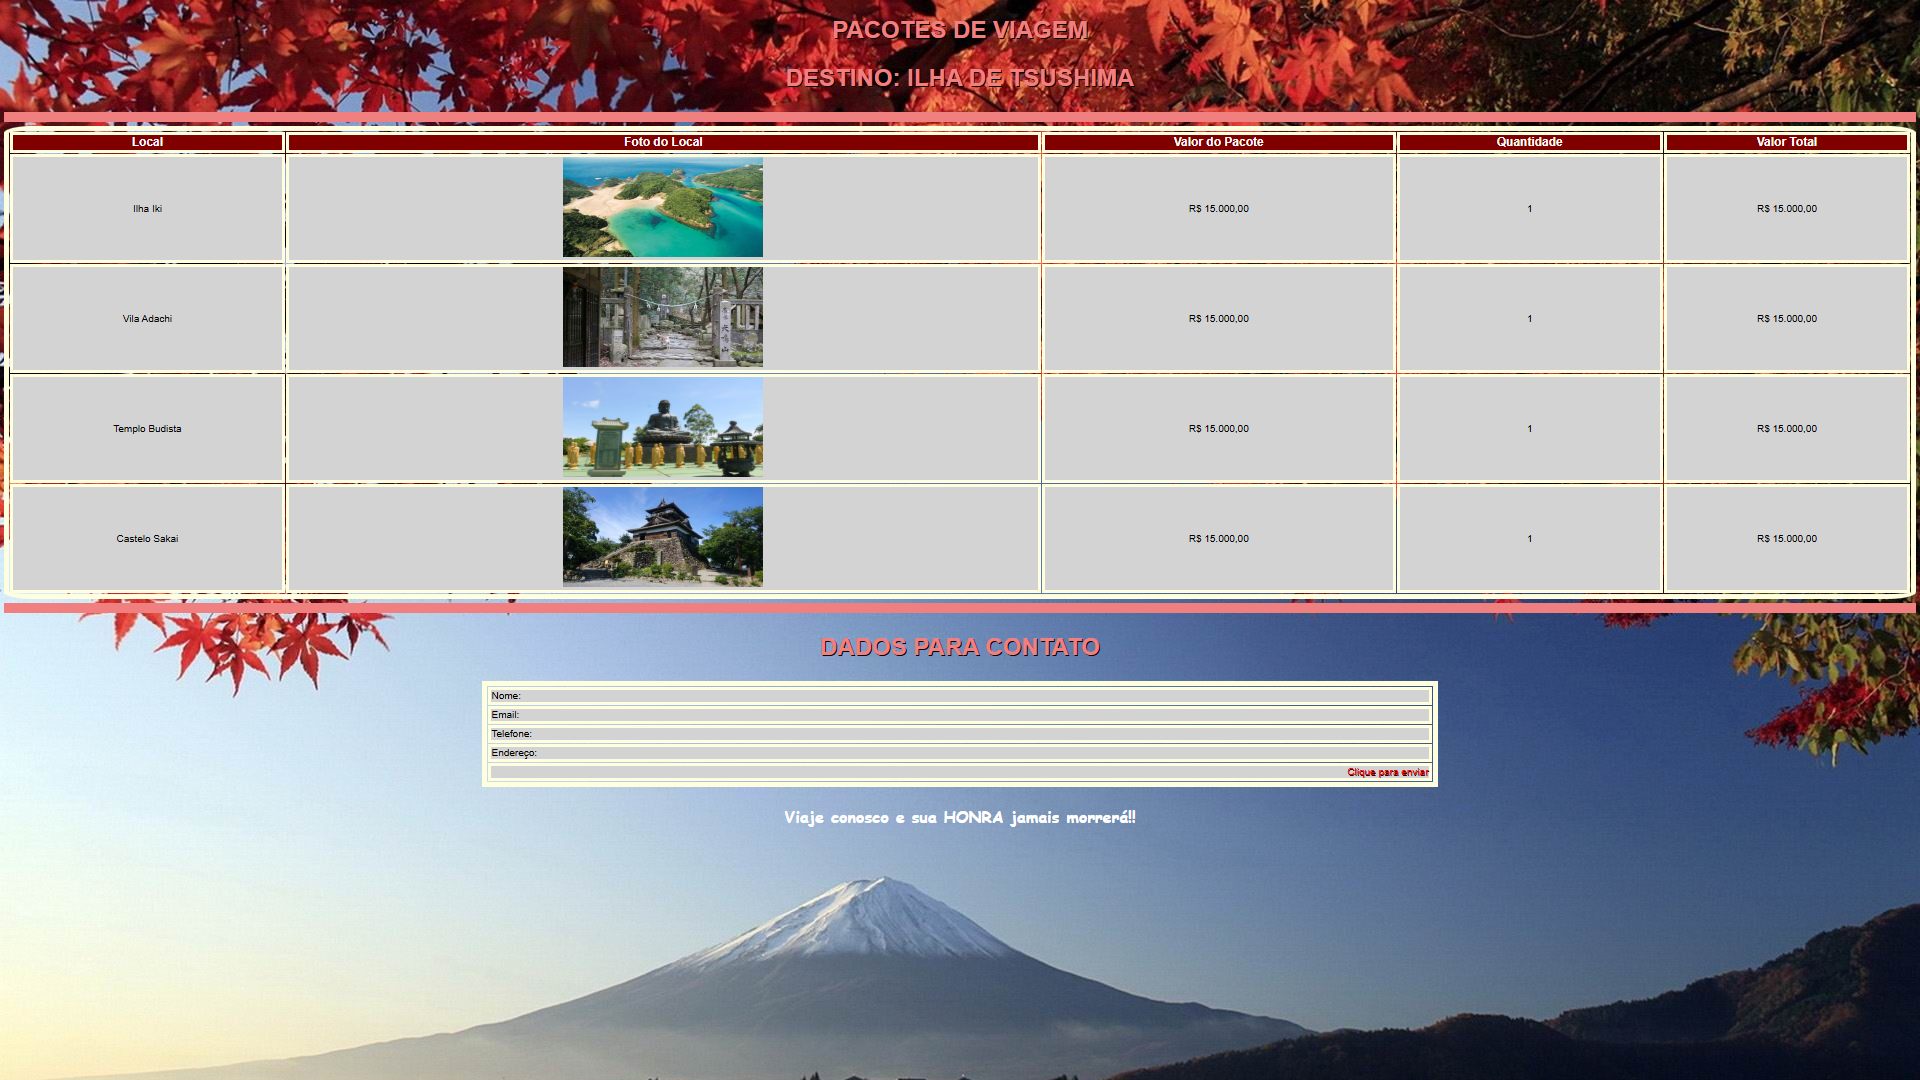 PACOTES DE VIAGEM
DESTINO: ILHA DE TSUSHIMA
Local Foto do Local Valor do Pacote Quantidade Valor Total
Ilha Iki R$ 15.000,00 1 R$ 15.000,00
Vila Adachi R$ 15.000,00 1 R$ 15.000,00
Templo Budista R$ 15.000,00 1 R$ 15.000,00
Castelo Sakai R$ 15.000,00 1 R$ 15.000,00
DADOS PARA CONTATO
Nome:
Email:
Telefone:
Endereço:
Clique para enviar
Viaje conosco e sua HONRA jamais morrerá!!